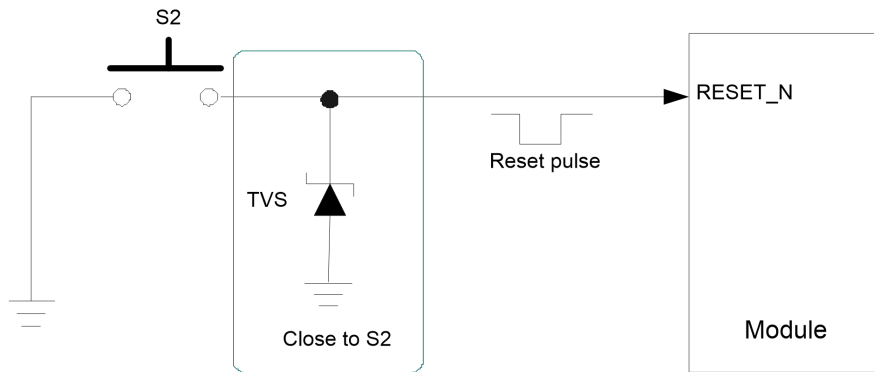 S2
RESET_N
Reset pulse
TVS
Close to S2
Module